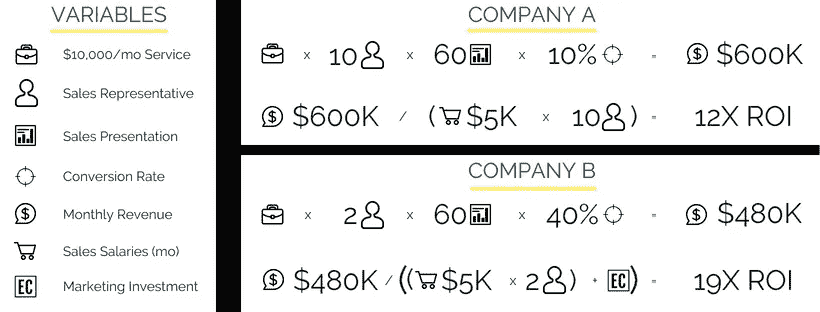 VARIABLES
$10,000/mo Service
Sales Representative
Sales Presentation
Conversion Rate
$ Monthly Revenue
Sales Salaries (mo)
EC Marketing Investment
COMPANY A
x 10 x 60 x 10% = $ $600K
$ $600K / ( $5K x 10 ) = 12X ROI
COMPANY B
x 2 x 60 x 40% = $ $480K
$ $480K / (( $5K x 2 ) + EC ) = 19X ROI